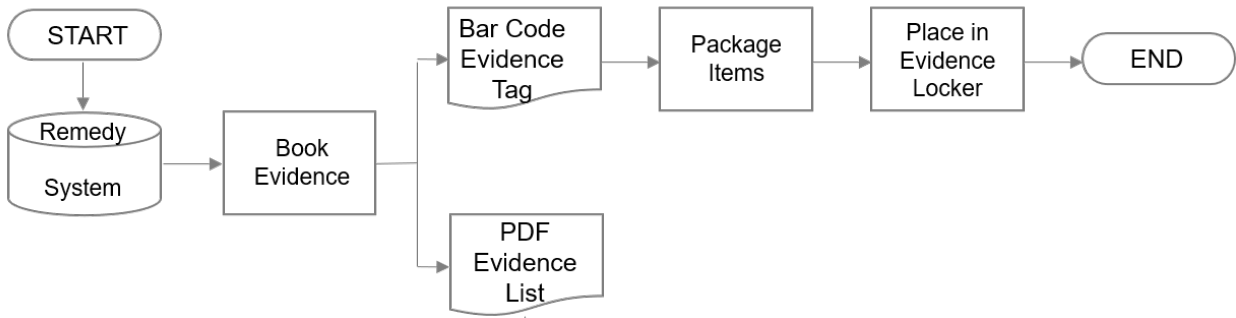 START
Remedy
System
Book
Evidence
Bar Code
Evidence
Tag
Package
Items
Place in
Evidence
Locker
END
PDF
Evidence
List